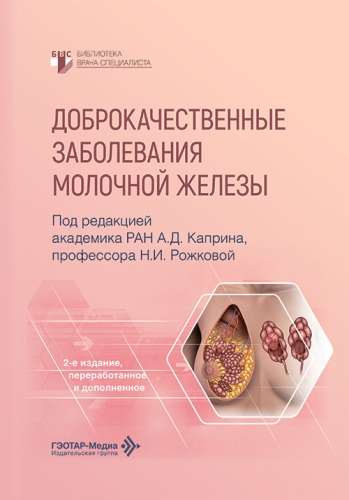 БВС
БИБЛИОТЕКА
ВРАЧА СПЕЦИАЛИСТА
ДОБРОКАЧЕСТВЕННЫЕ
ЗАБОЛЕВАНИЯ
МОЛОЧНОЙ ЖЕЛЕЗЫ
Под редакцией
академика РАН А.Д. Каприна,
профессора Н.И. Рожковой
2-е издание,
переработанное
и дополненное
ГЭОТАР-Медиа
Издательская группа